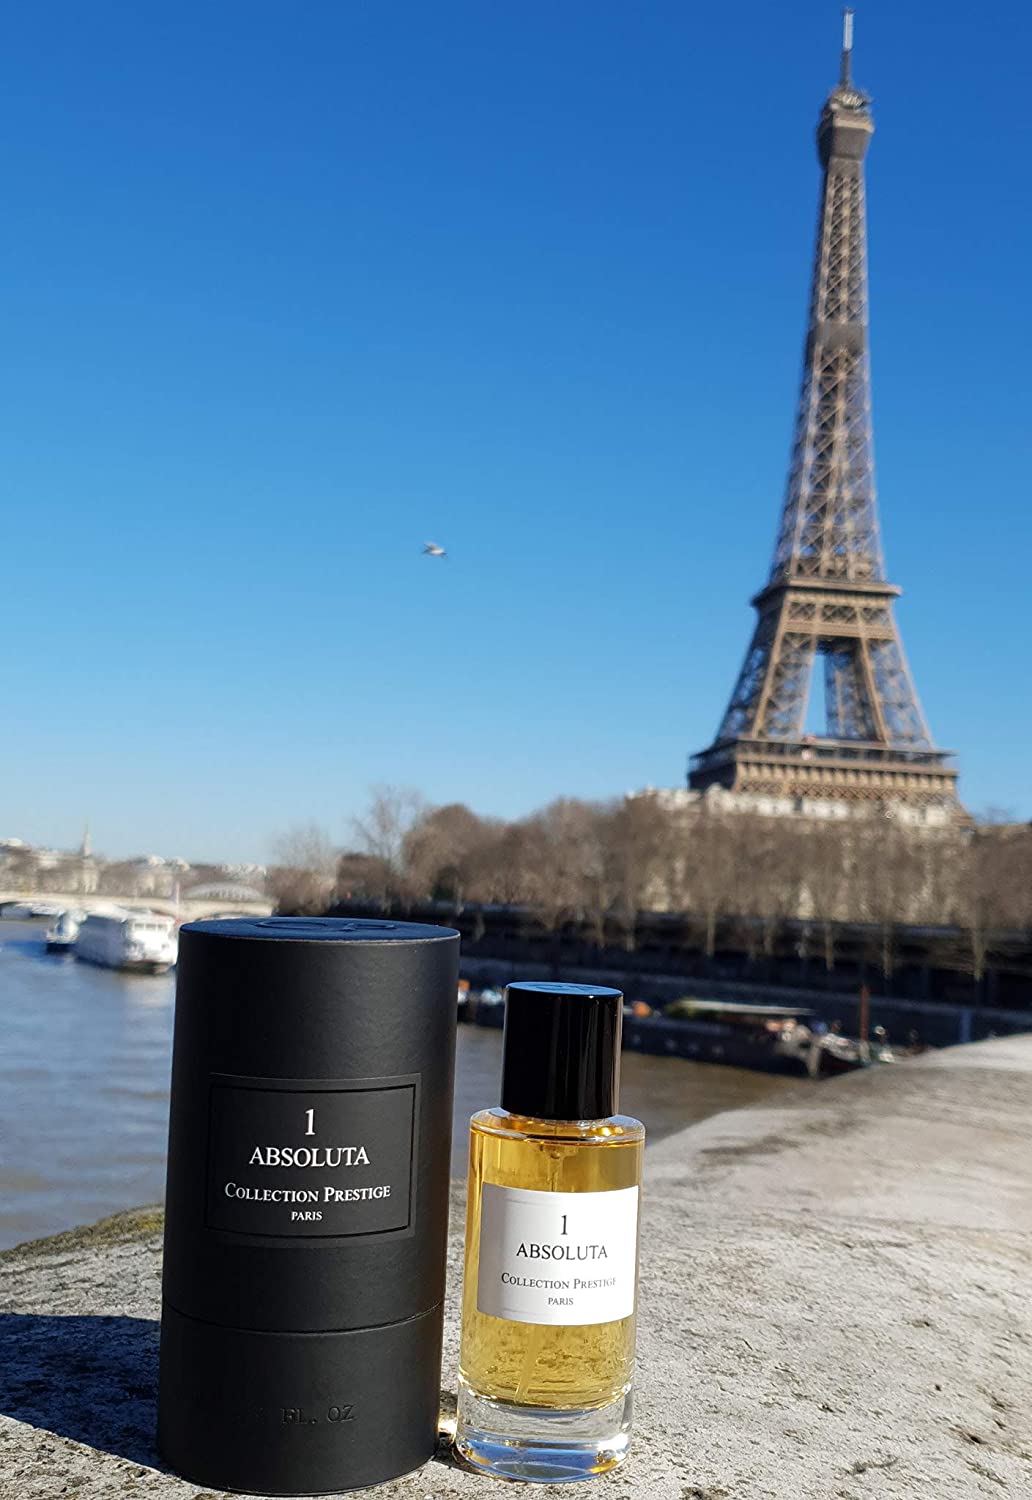 1
ABSOLUTA
COLLECTION PRESTIGE
PARIS
FL. OZ
1
ABSOLUTA
COLLECTION PRESTIGE
PARIS